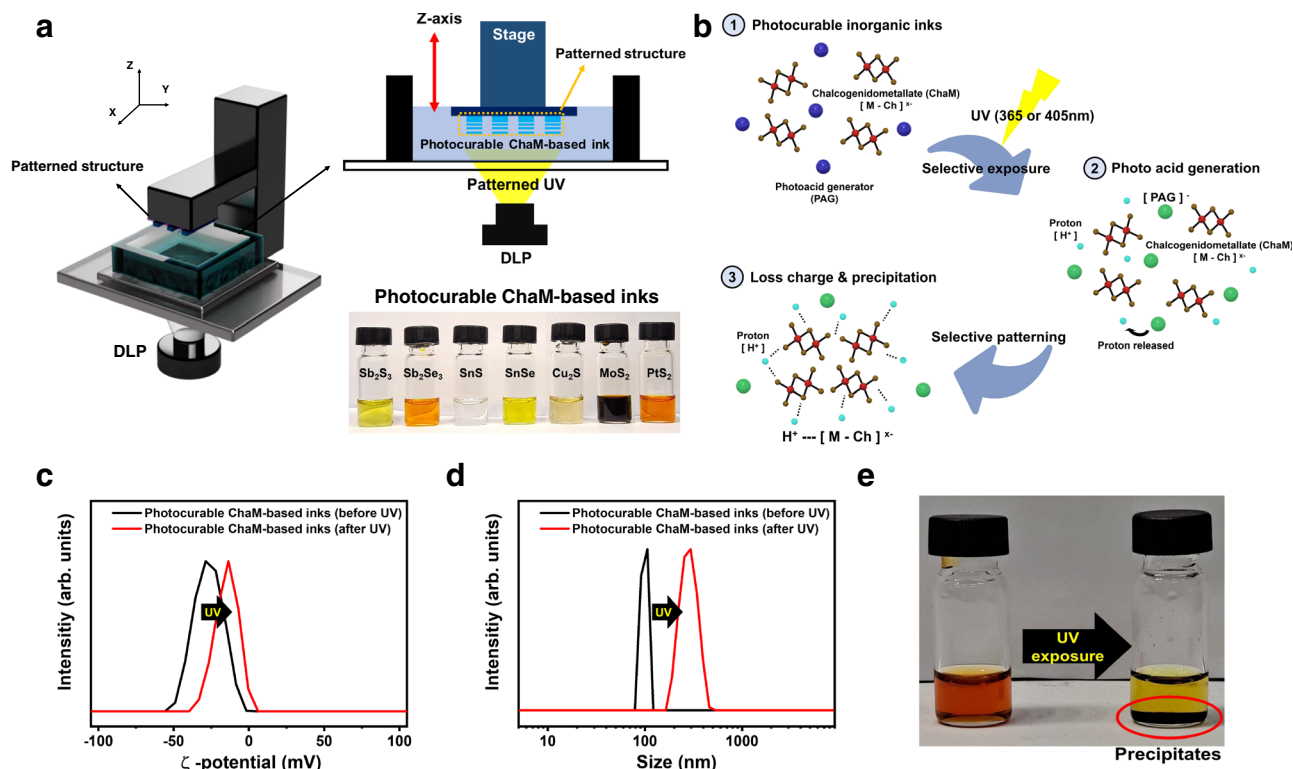 a
Z-axis
Stage
Patterned structure
Z
Y
X
Patterned structure
Photocurable ChaM-based ink
Patterned UV
DLP
DLP
Photocurable ChaM-based inks
Sb₂S₃
Sb₂Se₃
SnS
SnSe
Cu₂S
MoS₂
PtS₂
b
1 Photocurable inorganic inks
Chalcogenidometallate (ChaM)
[ M - Ch ] ˣ⁻
Photoacid generator
(PAG)
UV (365 or 405nm)
Selective exposure
2 Photo acid generation
[ PAG ] ⁻
Proton
[ H⁺ ]
Chalcogenidometallate (ChaM)
[ M - Ch ] ˣ⁻
Proton released
Selective patterning
3 Loss charge & precipitation
Proton
[ H⁺ ]
H⁺ --- [ M - Ch ] ˣ⁻
c
Photocurable ChaM-based inks (before UV)
Photocurable ChaM-based inks (after UV)
UV
Intensitiy (arb. units)
-100 -50 0 50 100
ζ -potential (mV)
d
Photocurable ChaM-based inks (before UV)
Photocurable ChaM-based inks (after UV)
UV
Intensitiy (arb. units)
10 100 1000
Size (nm)
e
UV
exposure
Precipitates